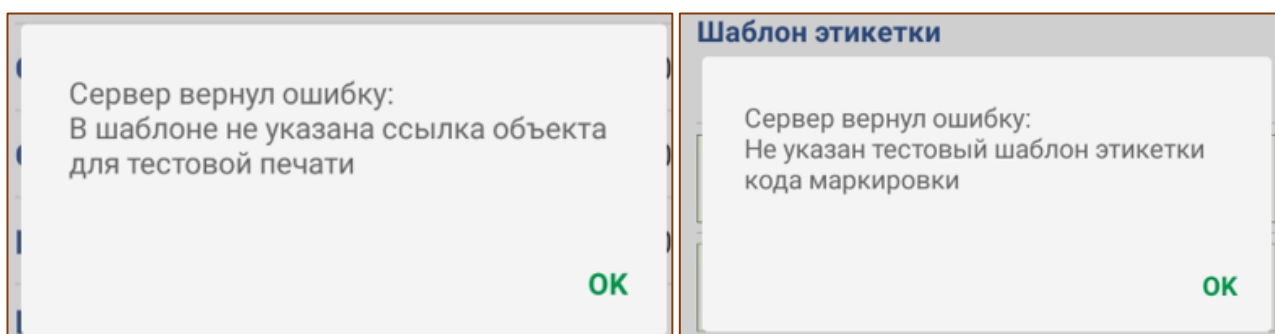 Сервер вернул ошибку:
В шаблоне не указана ссылка объекта
для тестовой печати
OK
Шаблон этикетки
Сервер вернул ошибку:
Не указан тестовый шаблон этикетки
кода маркировки
OK